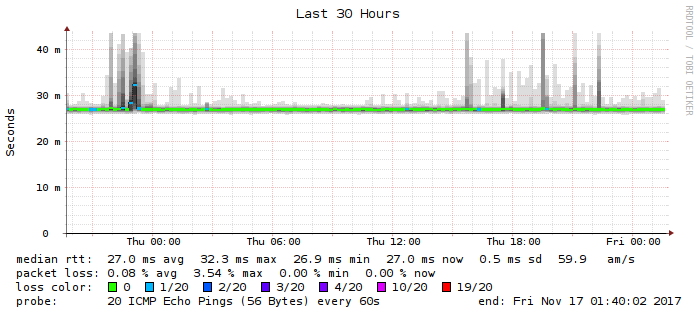 Last 30 Hours
RRDTOOL / TOBI OETIKER
Seconds
40 m
30 m
20 m
10 m
0
Thu 00:00 Thu 06:00 Thu 12:00 Thu 18:00 Fri 00:00
median rtt: 27.0 ms avg 32.3 ms max 26.9 ms min 27.0 ms now 0.5 ms sd 59.9 am/s
packet loss: 0.08 % avg 3.54 % max 0.00 % min 0.00 % now
loss color: 0 1/20 2/20 3/20 4/20 10/20 19/20
probe: 20 ICMP Echo Pings (56 Bytes) every 60s end: Fri Nov 17 01:40:02 2017